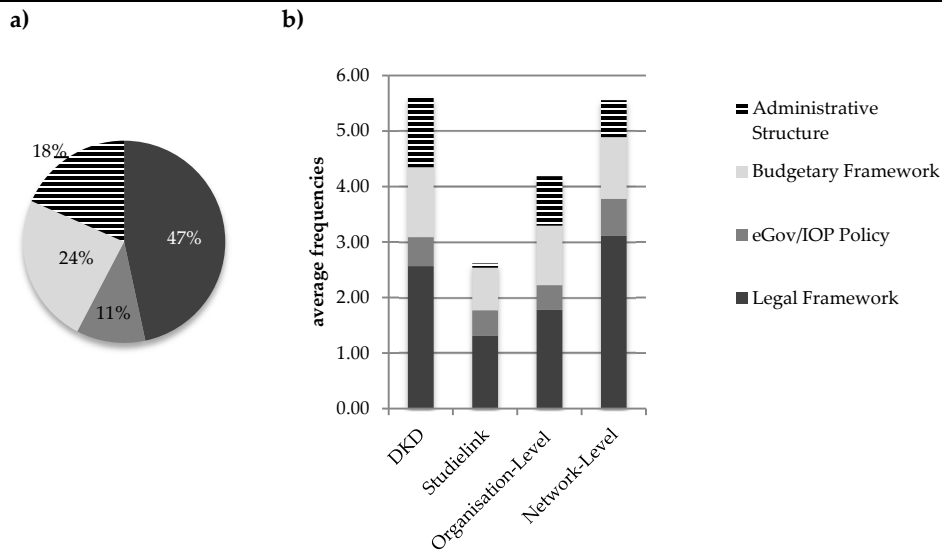 a)
b)
18%
47%
24%
11%
average frequencies
6.00
5.00
4.00
3.00
2.00
1.00
0.00
DKD
Studielink
Organisation-Level
Network-Level
Administrative
Structure
Budgetary Framework
eGov/IOP Policy
Legal Framework